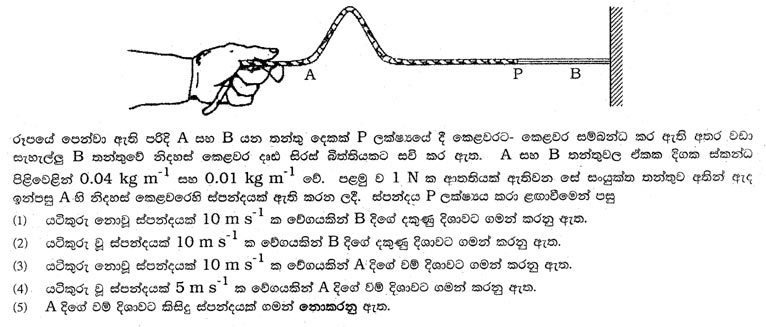 A P B
රූපයේ පෙන්වා ඇති පරිදි A සහ B යන තන්තු දෙකක් P ලක්ෂ්‍යයේ දී කෙළවරට- කෙළවර සම්බන්ධ කර ඇති අතර වඩා
සැහැල්ලු B තන්තුවේ නිදහස් කෙළවර දෘඪ සිරස් බිත්තියකට සවි කර ඇත. A සහ B තන්තුවල ඒකක දිගක ස්කන්ධ
පිළිවෙළින් 0.04 kg m⁻¹ සහ 0.01 kg m⁻¹ වේ. පළමු ව 1 N ක ආතතියක් ඇතිවන සේ සංයුක්ත තන්තුව අතින් ඇද
ඉන්පසු A හි නිදහස් කෙළවරෙහි ස්පන්දයක් ඇති කරන ලදී. ස්පන්දය P ලක්ෂ්‍යය කරා ළඟාවීමෙන් පසු
(1) යටිකුරු නොවූ ස්පන්දයක් 10 m s⁻¹ ක වේගයකින් B දිගේ දකුණු දිශාවට ගමන් කරනු ඇත.
(2) යටිකුරු වූ ස්පන්දයක් 10 m s⁻¹ ක වේගයකින් B දිගේ දකුණු දිශාවට ගමන් කරනු ඇත.
(3) යටිකුරු නොවූ ස්පන්දයක් 10 m s⁻¹ ක වේගයකින් A දිගේ වම් දිශාවට ගමන් කරනු ඇත.
(4) යටිකුරු වූ ස්පන්දයක් 5 m s⁻¹ ක වේගයකින් A දිගේ වම් දිශාවට ගමන් කරනු ඇත.
(5) A දිගේ වම් දිශාවට කිසිදු ස්පන්දයක් ගමන් නොකරනු ඇත.